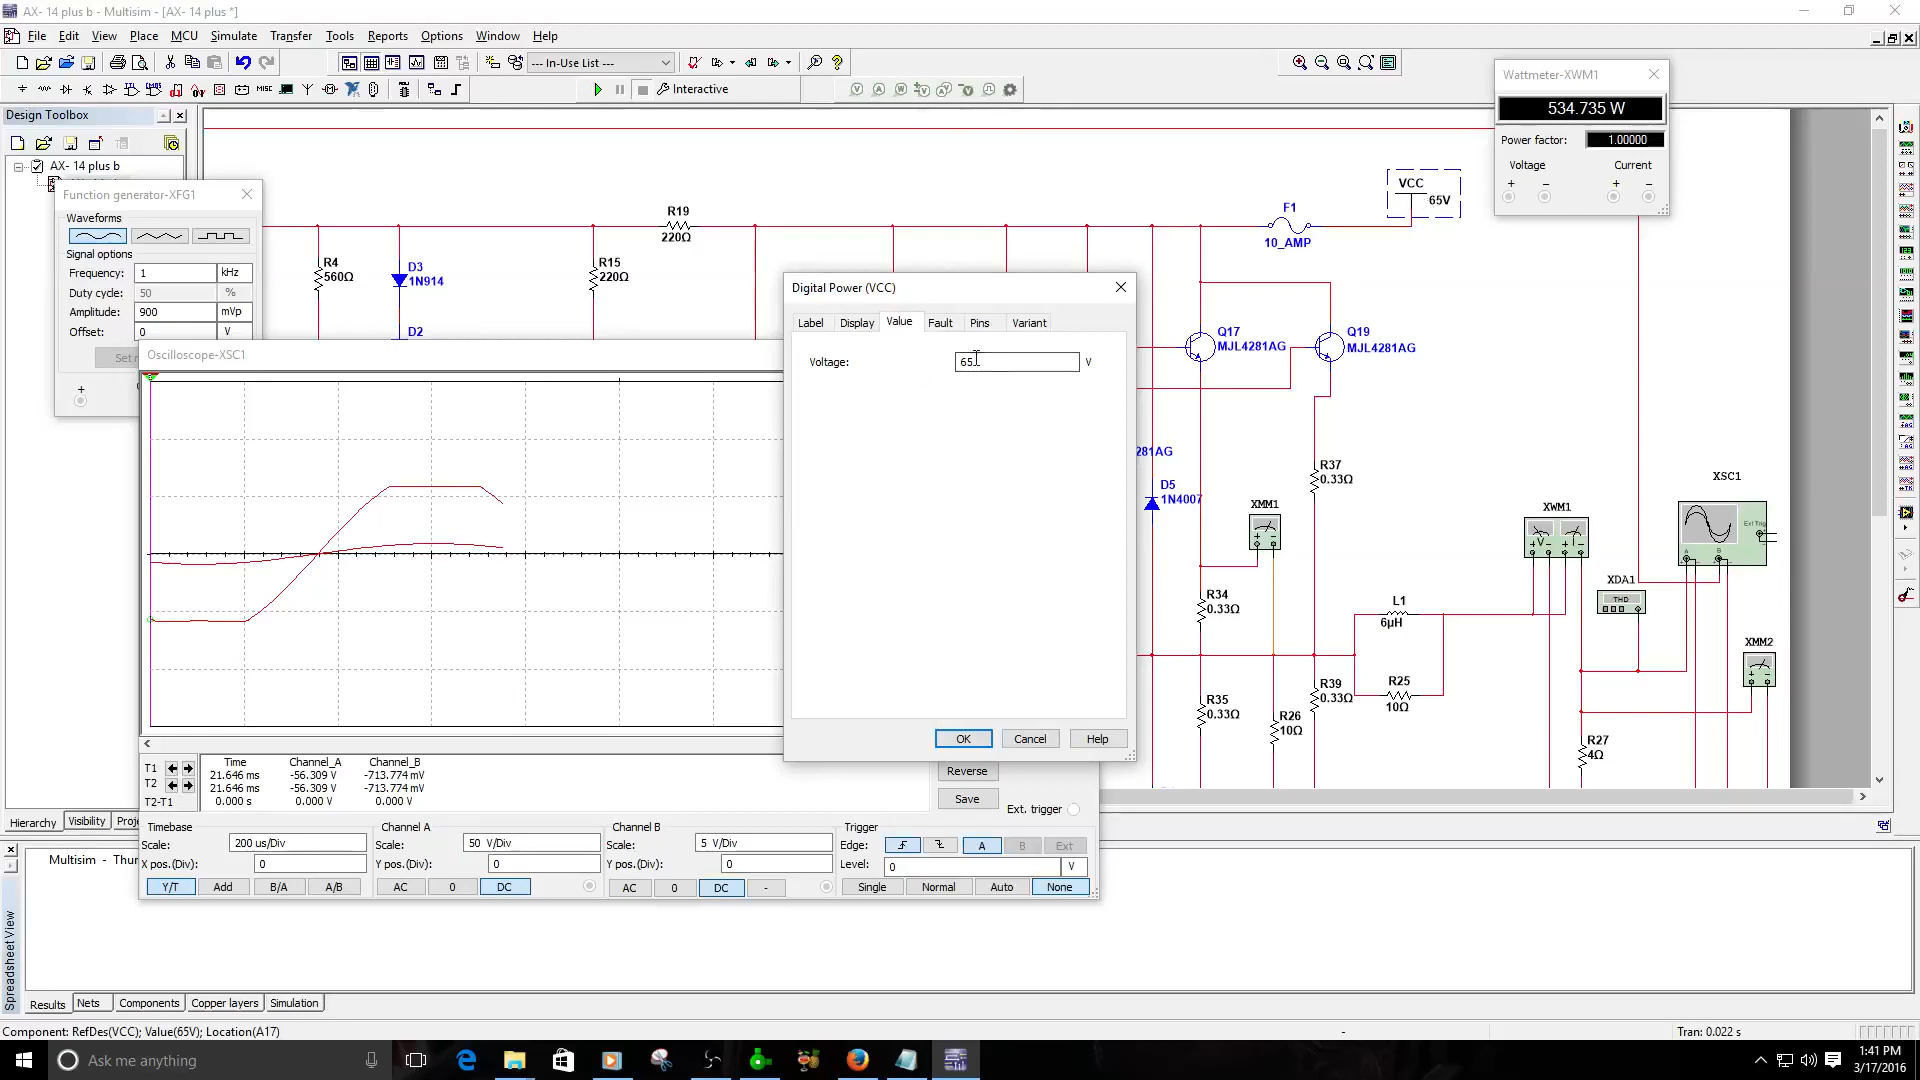 AX- 14 plus b - Multisim - [AX- 14 plus *]
File Edit View Place MCU Simulate Transfer Tools Reports Options Window Help
--- In-Use List ---
MISC
Interactive
Design Toolbox
AX- 14 plus b
Function generator-XFG1
Waveforms
Signal options
Frequency: 1 kHz
Duty cycle: 50 %
Amplitude: 900 mVp
Offset: 0 V
+
Wattmeter-XWM1
534.735 W
Power factor: 1.00000
Voltage Current
+ - + -
R19
220Ω
VCC
65V
F1
10_AMP
R4
560Ω
D3
1N914
R15
220Ω
D2
Q17
MJL4281AG
Q19
MJL4281AG
281AG
D5
1N4007
R37
0.33Ω
XMM1
XWM1
XSC1
Ext Trig
A B
XDA1
THD
R34
0.33Ω
L1
6µH
XMM2
R35
0.33Ω
R26
10Ω
R39
0.33Ω
R25
10Ω
R27
4Ω
Digital Power (VCC)
Label Display Value Fault Pins Variant
Voltage: 65 V
OK Cancel Help
Oscilloscope-XSC1
Time Channel_A Channel_B
T1 21.646 ms -56.309 V -713.774 mV
T2 21.646 ms -56.309 V -713.774 mV
T2-T1 0.000 s 0.000 V 0.000 V
Reverse
Save
Ext. trigger
Timebase Channel A Channel B Trigger
Scale: 200 us/Div Scale: 50 V/Div Scale: 5 V/Div Edge: A B Ext
X pos.(Div): 0 Y pos.(Div): 0 Y pos.(Div): 0 Level: 0 V
Y/T Add B/A A/B AC 0 DC AC 0 DC - Single Normal Auto None
Hierarchy Visibility Proj
Multisim - Thu
Spreadsheet View
Results Nets Components Copper layers Simulation
Component: RefDes(VCC); Value(65V); Location(A17) - Tran: 0.022 s
Ask me anything
1:41 PM
3/17/2016